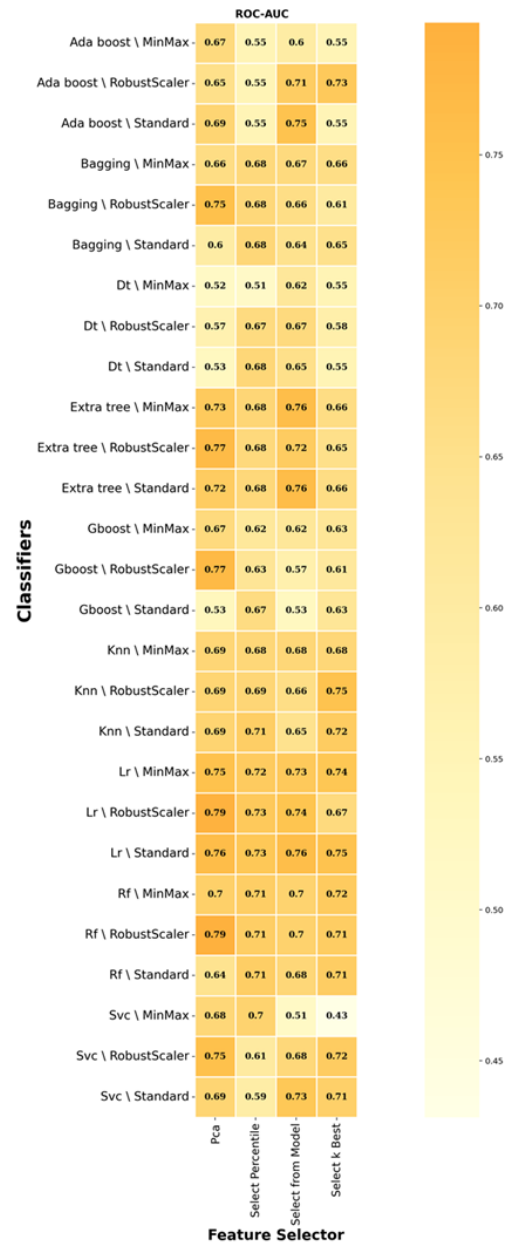 ROC-AUC
Ada boost \ MinMax 0.67 0.55 0.6 0.55
Ada boost \ RobustScaler 0.65 0.55 0.71 0.73
Ada boost \ Standard 0.69 0.55 0.75 0.55
Bagging \ MinMax 0.66 0.68 0.67 0.66
Bagging \ RobustScaler 0.75 0.68 0.66 0.61
Bagging \ Standard 0.6 0.68 0.64 0.65
Dt \ MinMax 0.52 0.51 0.62 0.55
Dt \ RobustScaler 0.57 0.67 0.67 0.58
Dt \ Standard 0.53 0.68 0.65 0.55
Extra tree \ MinMax 0.73 0.68 0.76 0.66
Extra tree \ RobustScaler 0.77 0.68 0.72 0.65
Extra tree \ Standard 0.72 0.68 0.76 0.66
Gboost \ MinMax 0.67 0.62 0.62 0.63
Gboost \ RobustScaler 0.77 0.63 0.57 0.61
Gboost \ Standard 0.53 0.67 0.53 0.63
Knn \ MinMax 0.69 0.68 0.68 0.68
Knn \ RobustScaler 0.69 0.69 0.66 0.75
Knn \ Standard 0.69 0.71 0.65 0.72
Lr \ MinMax 0.75 0.72 0.73 0.74
Lr \ RobustScaler 0.79 0.73 0.74 0.67
Lr \ Standard 0.76 0.73 0.76 0.75
Rf \ MinMax 0.7 0.71 0.7 0.72
Rf \ RobustScaler 0.79 0.71 0.7 0.71
Rf \ Standard 0.64 0.71 0.68 0.71
Svc \ MinMax 0.68 0.7 0.51 0.43
Svc \ RobustScaler 0.75 0.61 0.68 0.72
Svc \ Standard 0.69 0.59 0.73 0.71
Classifiers
Pca
Select Percentile
Select from Model
Select k Best
Feature Selector
0.75
0.70
0.65
0.60
0.55
0.50
0.45